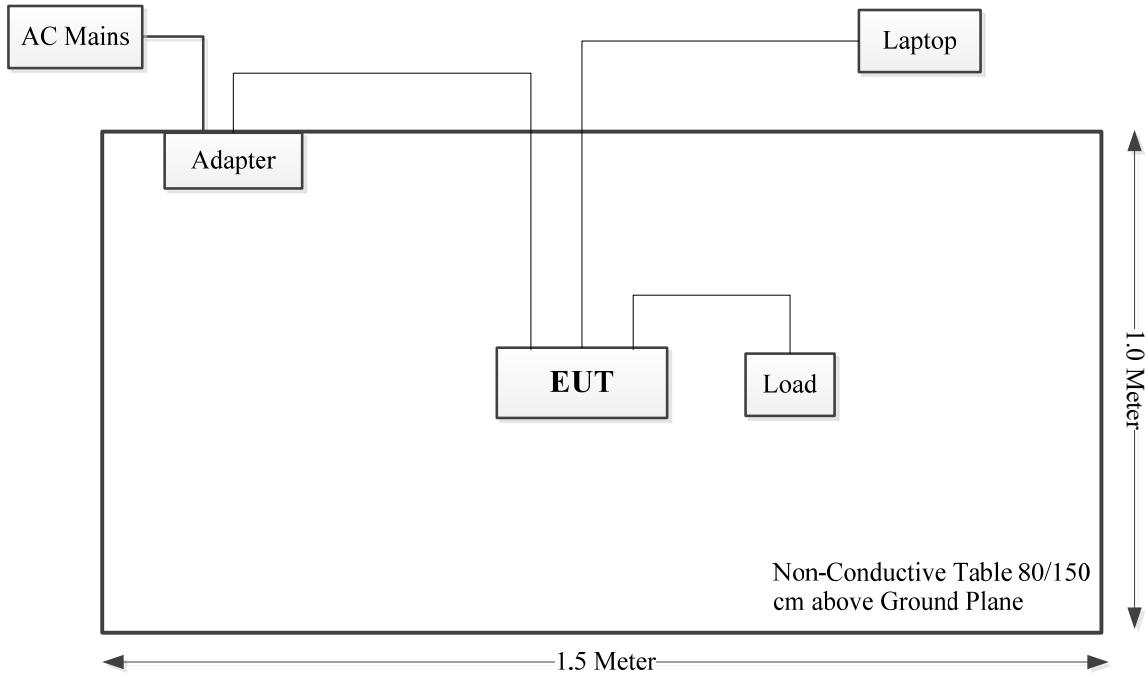 AC Mains
Laptop
Adapter
EUT
Load
1.0 Meter
Non-Conductive Table 80/150
cm above Ground Plane
1.5 Meter